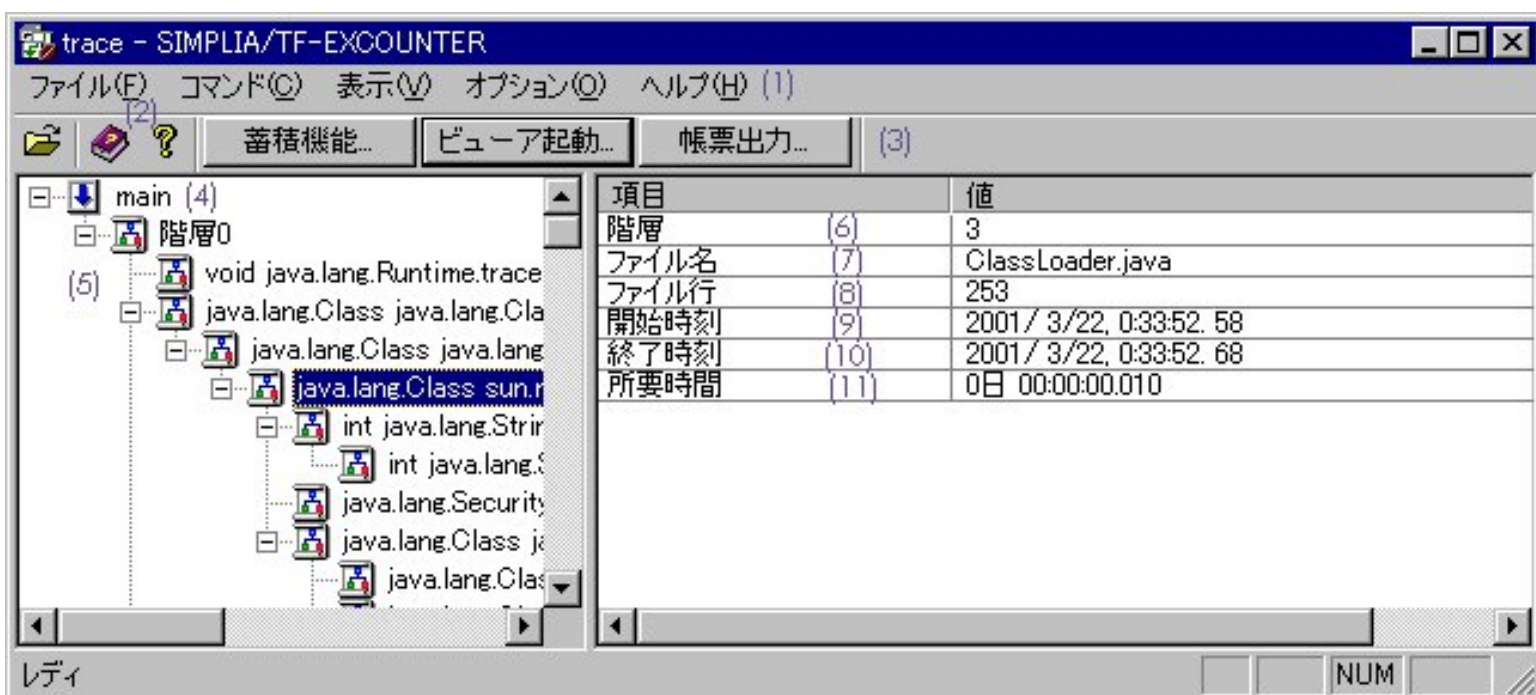 trace - SIMPLIA/TF-EXCOUNTER
ファイル(F) コマンド(C) 表示(V) オプション(O) ヘルプ(H) (1)
(2)
蓄積機能... ビューア起動... 帳票出力... (3)
main (4)
階層0
(5)
void java.lang.Runtime.trace
java.lang.Class java.lang.Cla
java.lang.Class java.lang
java.lang.Class sun.r
int java.lang.Strin
int java.lang.S
java.lang.Security
java.lang.Class ja
java.lang.Clas
項目 値
階層 (6) 3
ファイル名 (7) ClassLoader.java
ファイル行 (8) 253
開始時刻 (9) 2001/ 3/22, 0:33:52. 58
終了時刻 (10) 2001/ 3/22, 0:33:52. 68
所要時間 (11) 0日 00:00:00.010
レディ NUM